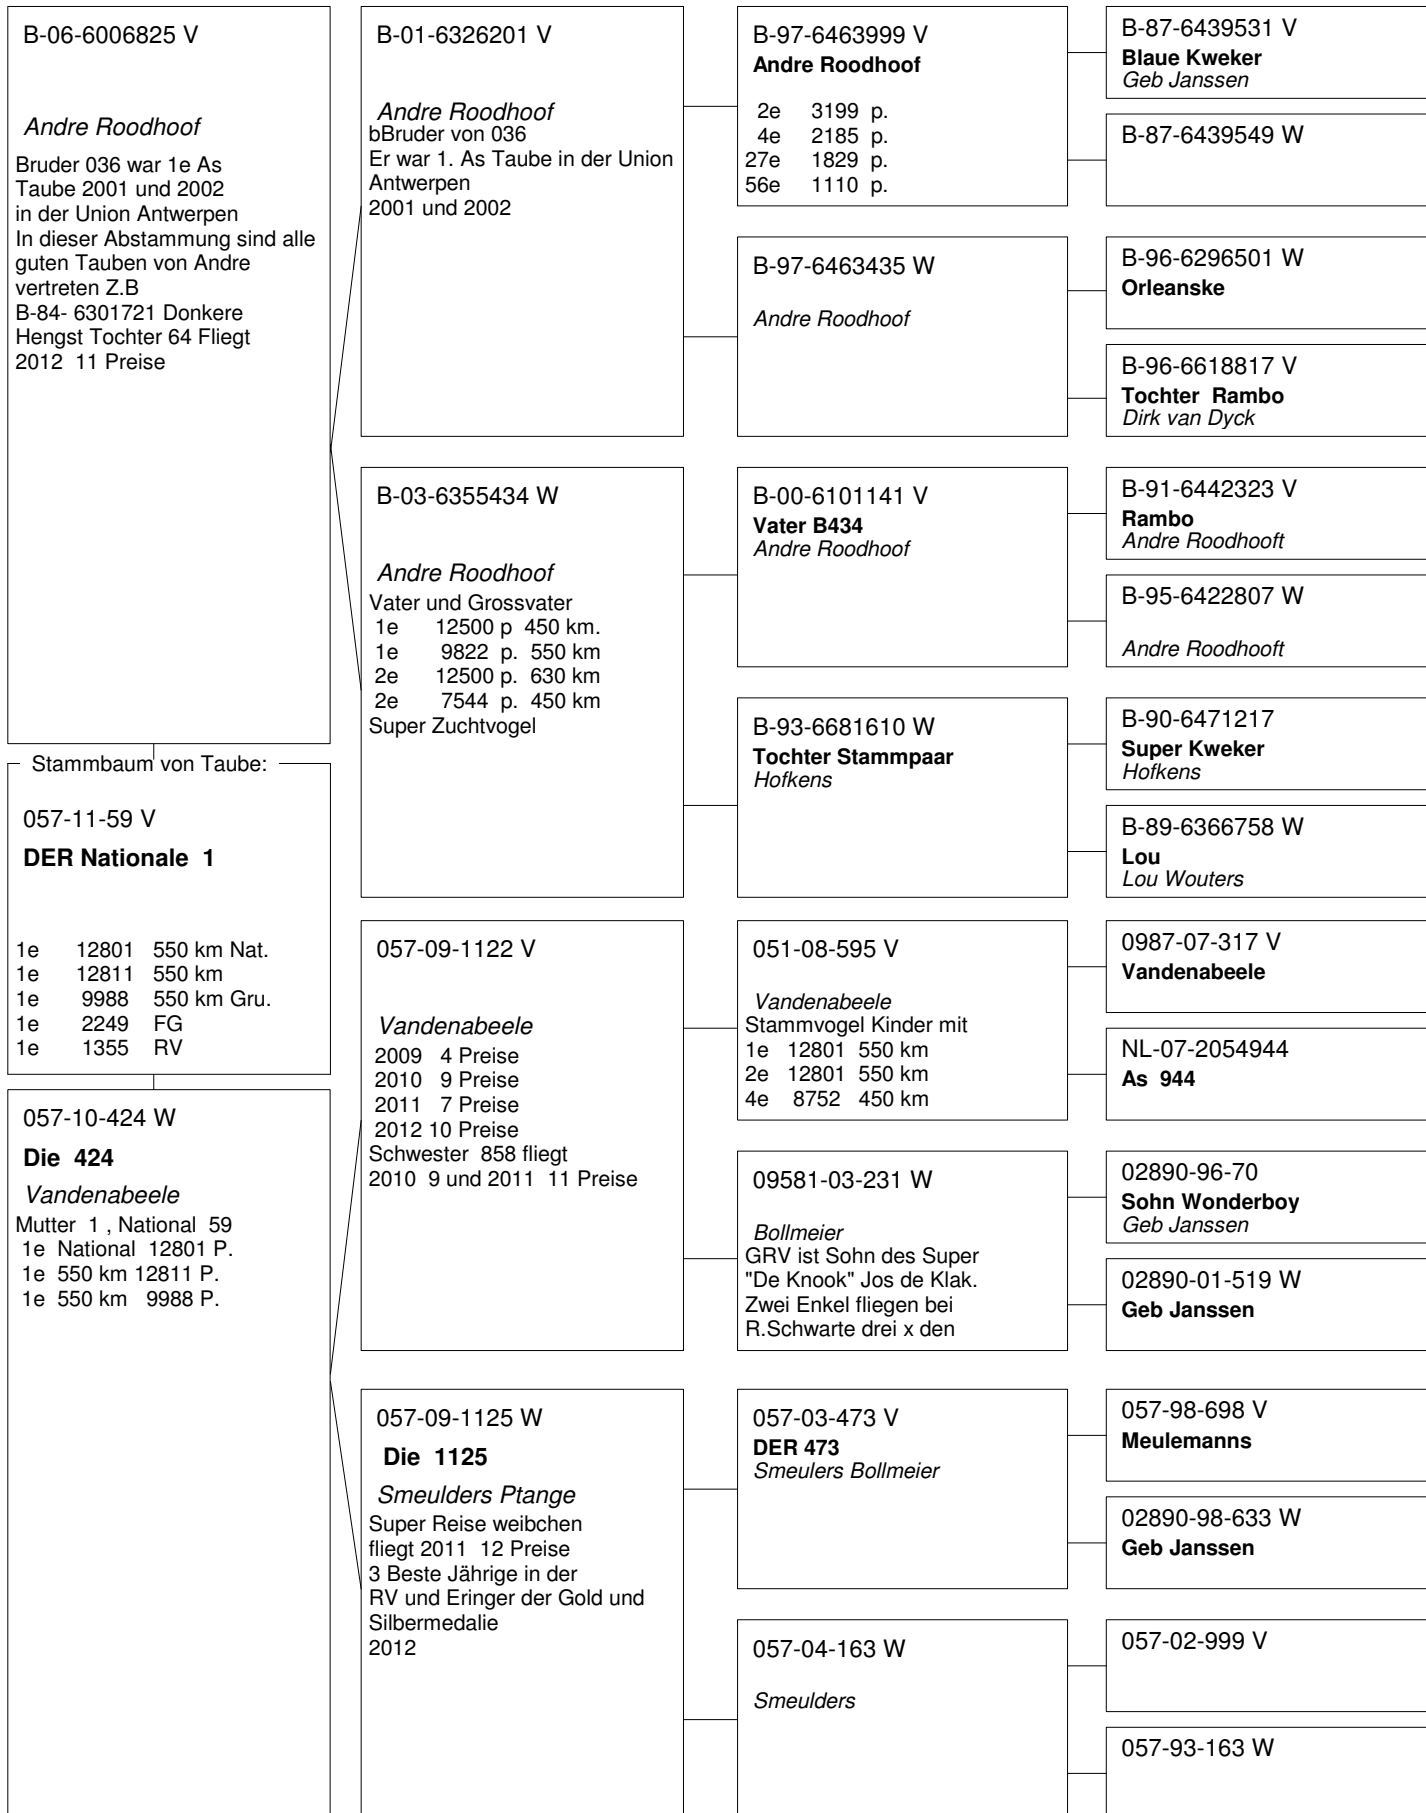 B-06-6006825 V
Andre Roodhoof
Bruder 036 war 1e As
Taube 2001 und 2002
in der Union Antwerpen
In dieser Abstammung sind alle
guten Tauben von Andre
vertreten Z.B
B-84- 6301721 Donkere
Hengst Tochter 64 Fliegt
2012 11 Preise
Stammbaum von Taube:
057-11-59 V
DER Nationale 1
1e 12801 550 km Nat.
1e 12811 550 km
1e 9988 550 km Gru.
1e 2249 FG
1e 1355 RV
057-10-424 W
Die 424
Vandenabeele
Mutter 1 , National 59
1e National 12801 P.
1e 550 km 12811 P.
1e 550 km 9988 P.
B-01-6326201 V
Andre Roodhoof
bBruder von 036
Er war 1. As Taube in der Union
Antwerpen
2001 und 2002
B-03-6355434 W
Andre Roodhoof
Vater und Grossvater
1e 12500 p 450 km.
1e 9822 p. 550 km
2e 12500 p. 630 km
2e 7544 p. 450 km
Super Zuchtvogel
057-09-1122 V
Vandenabeele
2009 4 Preise
2010 9 Preise
2011 7 Preise
2012 10 Preise
Schwester 858 fliegt
2010 9 und 2011 11 Preise
057-09-1125 W
Die 1125
Smeulders Ptange
Super Reise weibchen
fliegt 2011 12 Preise
3 Beste Jährige in der
RV und Eringer der Gold und
Silbermedalie
2012
B-97-6463999 V
Andre Roodhoof
2e 3199 p.
4e 2185 p.
27e 1829 p.
56e 1110 p.
B-97-6463435 W
Andre Roodhoof
B-00-6101141 V
Vater B434
Andre Roodhoof
B-93-6681610 W
Tochter Stammpaar
Hofkens
051-08-595 V
Vandenabeele
Stammvogel Kinder mit
1e 12801 550 km
2e 12801 550 km
4e 8752 450 km
09581-03-231 W
Bollmeier
GRV ist Sohn des Super
"De Knook" Jos de Klak.
Zwei Enkel fliegen bei
R.Schwarte drei x den
057-03-473 V
DER 473
Smeulers Bollmeier
057-04-163 W
Smeulders
B-87-6439531 V
Blaue Kweker
Geb Janssen
B-87-6439549 W
B-96-6296501 W
Orleanske
B-96-6618817 V
Tochter Rambo
Dirk van Dyck
B-91-6442323 V
Rambo
Andre Roodhooft
B-95-6422807 W
Andre Roodhooft
B-90-6471217
Super Kweker
Hofkens
B-89-6366758 W
Lou
Lou Wouters
0987-07-317 V
Vandenabeele
NL-07-2054944
As 944
02890-96-70
Sohn Wonderboy
Geb Janssen
02890-01-519 W
Geb Janssen
057-98-698 V
Meulemanns
02890-98-633 W
Geb Janssen
057-02-999 V
057-93-163 W